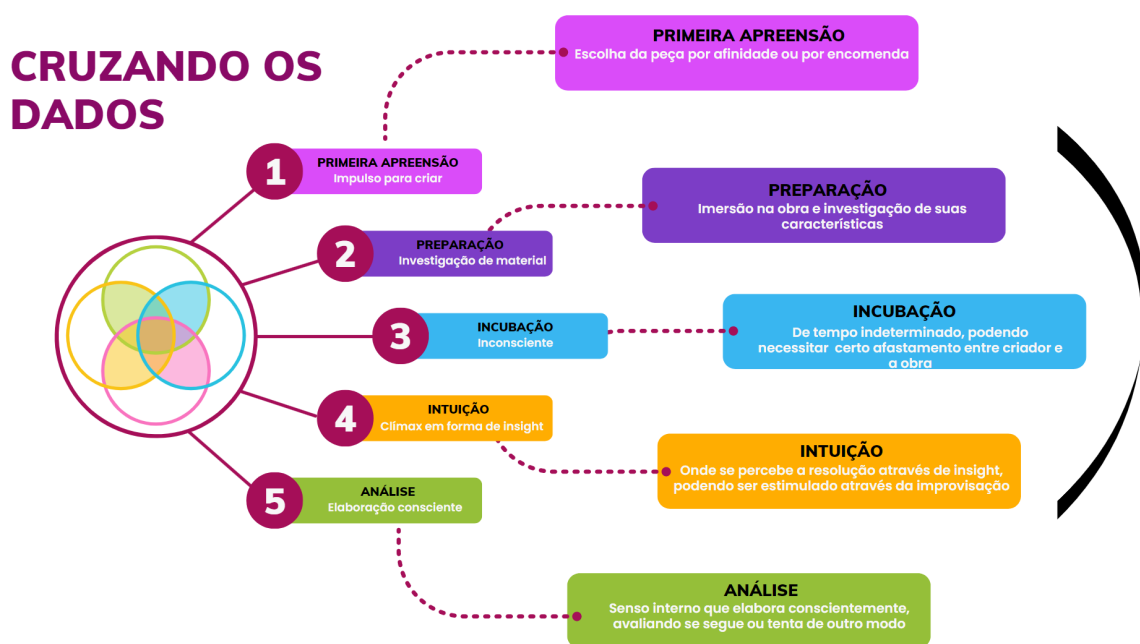 CRUZANDO OS
DADOS
PRIMEIRA APREENSÃO
Escolha da peça por afinidade ou por encomenda
1
PRIMEIRA APREENSÃO
Impulso para criar
PREPARAÇÃO
Imersão na obra e investigação de suas
características
2
PREPARAÇÃO
Investigação de material
INCUBAÇÃO
De tempo indeterminado, podendo
necessitar certo afastamento entre criador e
a obra
3
INCUBAÇÃO
Inconsciente
4
INTUIÇÃO
Clímax em forma de insight
INTUIÇÃO
Onde se percebe a resolução através de insight,
podendo ser estimulado através da improvisação
5
ANÁLISE
Elaboração consciente
ANÁLISE
Senso interno que elabora conscientemente,
avaliando se segue ou tenta de outro modo